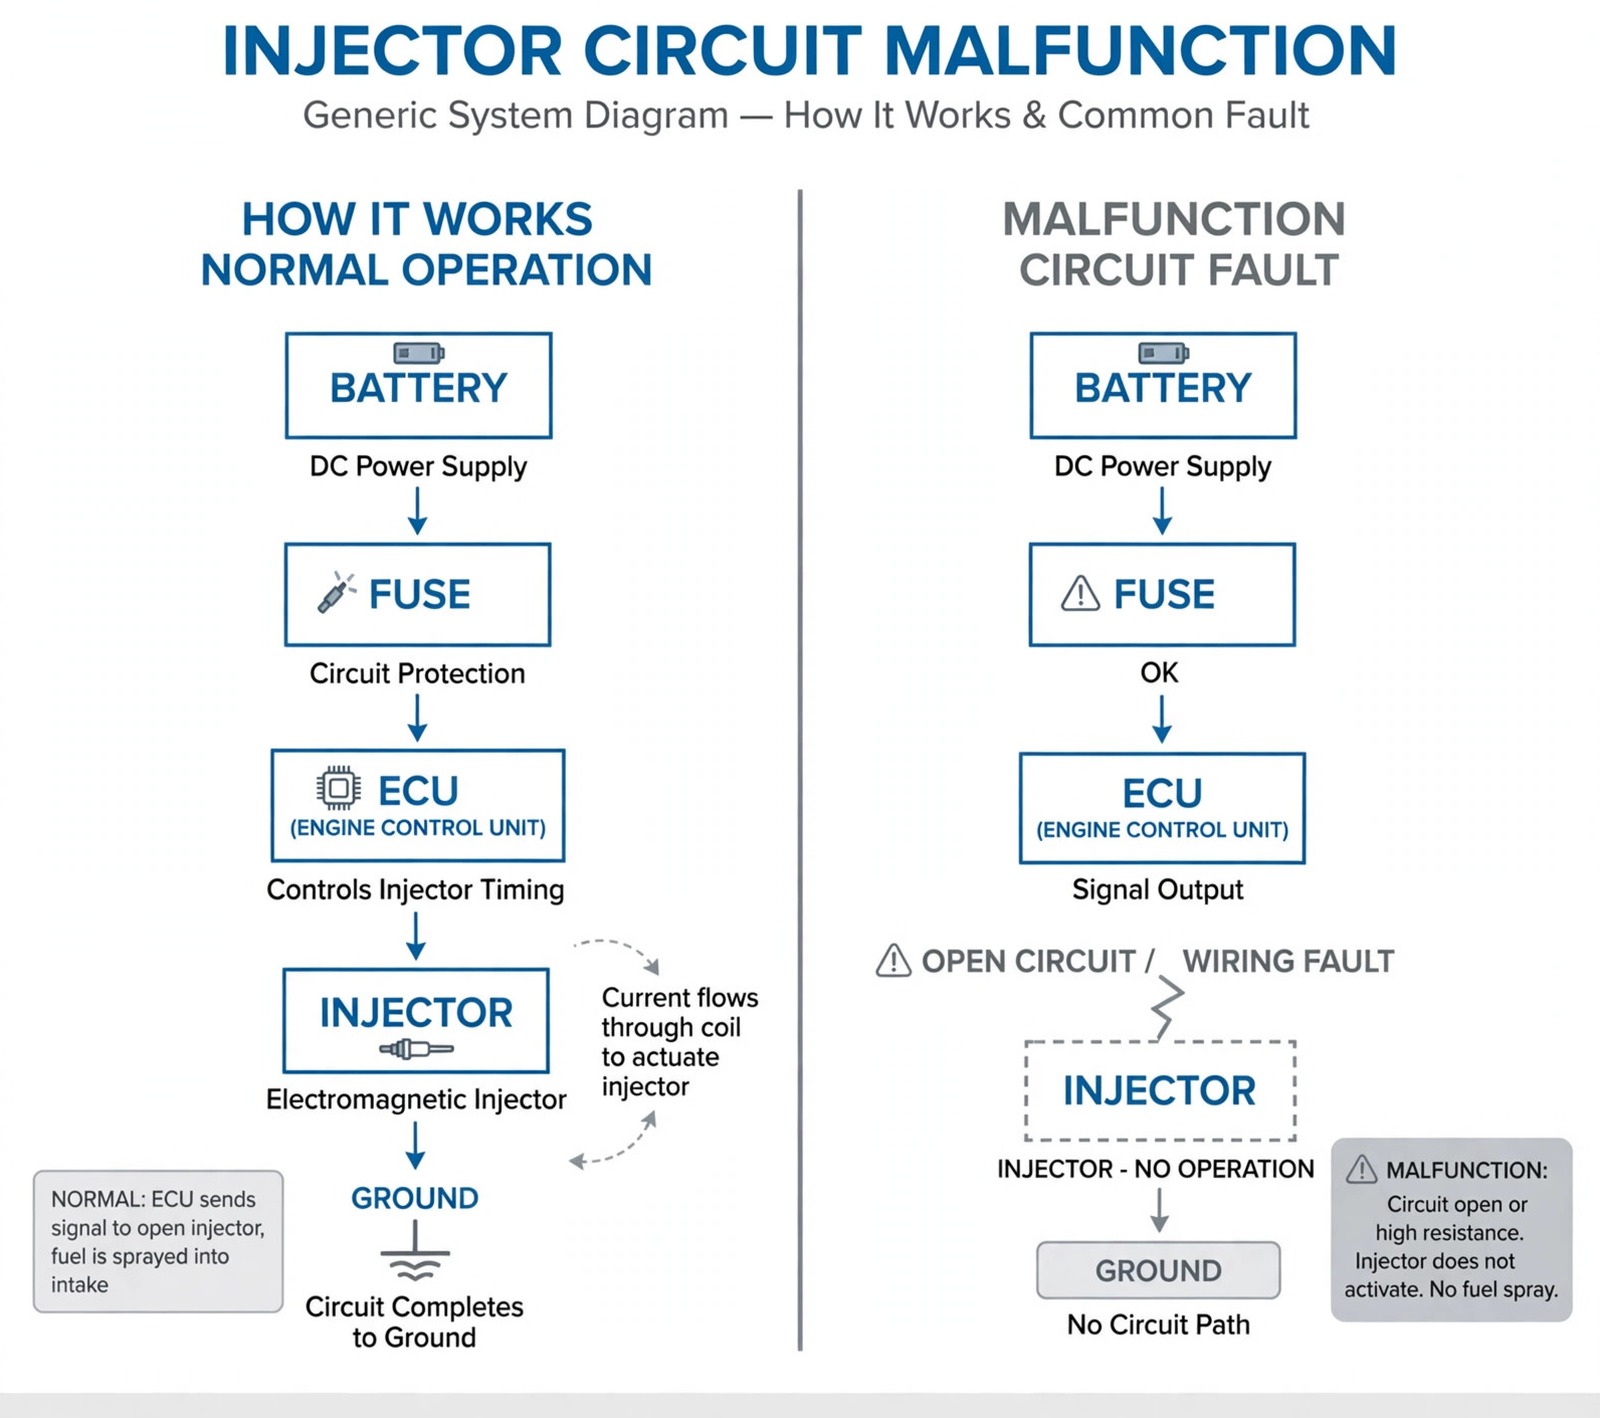 INJECTOR CIRCUIT MALFUNCTION
Generic System Diagram — How It Works & Common Fault
HOW IT WORKS
NORMAL OPERATION
BATTERY
DC Power Supply
FUSE
Circuit Protection
ECU
(ENGINE CONTROL UNIT)
Controls Injector Timing
INJECTOR
Electromagnetic Injector
Current flows
through coil
to actuate
injector
GROUND
Circuit Completes
to Ground
NORMAL: ECU sends
signal to open injector,
fuel is sprayed into
intake
MALFUNCTION
CIRCUIT FAULT
BATTERY
DC Power Supply
FUSE
OK
ECU
(ENGINE CONTROL UNIT)
Signal Output
OPEN CIRCUIT / WIRING FAULT
INJECTOR
INJECTOR - NO OPERATION
GROUND
No Circuit Path
MALFUNCTION:
Circuit open or
high resistance.
Injector does not
activate. No fuel spray.